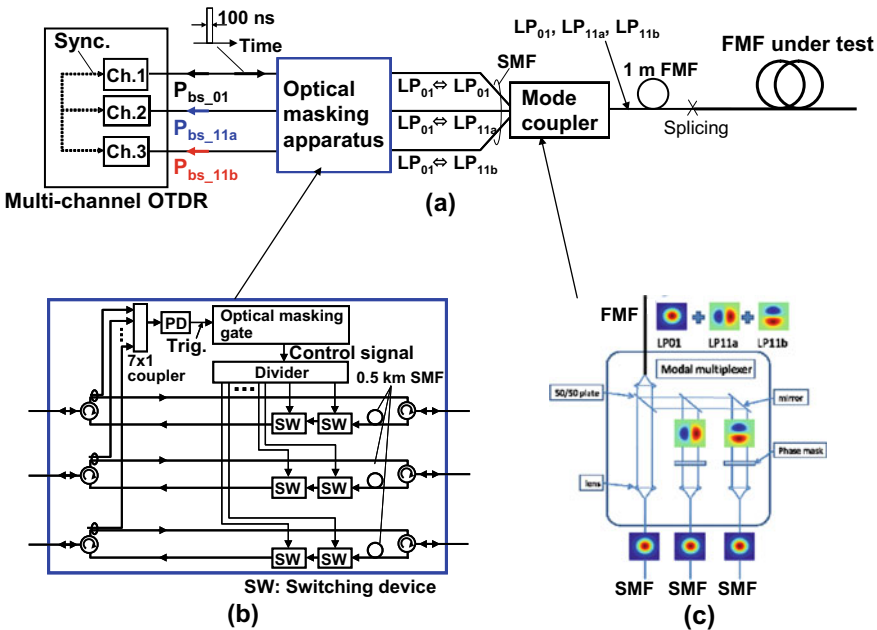 100 ns
Time
Sync.
Ch.1
Ch.2
Ch.3
P_bs_01
P_bs_11a
P_bs_11b
Multi-channel OTDR
Optical
masking
apparatus
LP01 ⇔ LP01
LP01 ⇔ LP11a
LP01 ⇔ LP11b
SMF
Mode
coupler
LP01, LP11a, LP11b
1 m FMF
Splicing
FMF under test
(a)
7x1
coupler
PD
Trig.
Optical masking
gate
Control signal
Divider
0.5 km SMF
SW
SW
SW
SW
SW
SW
SW: Switching device
(b)
FMF
LP01
LP11a
LP11b
Modal multiplexer
50/50 plate
mirror
Phase mask
lens
SMF
SMF
SMF
(c)